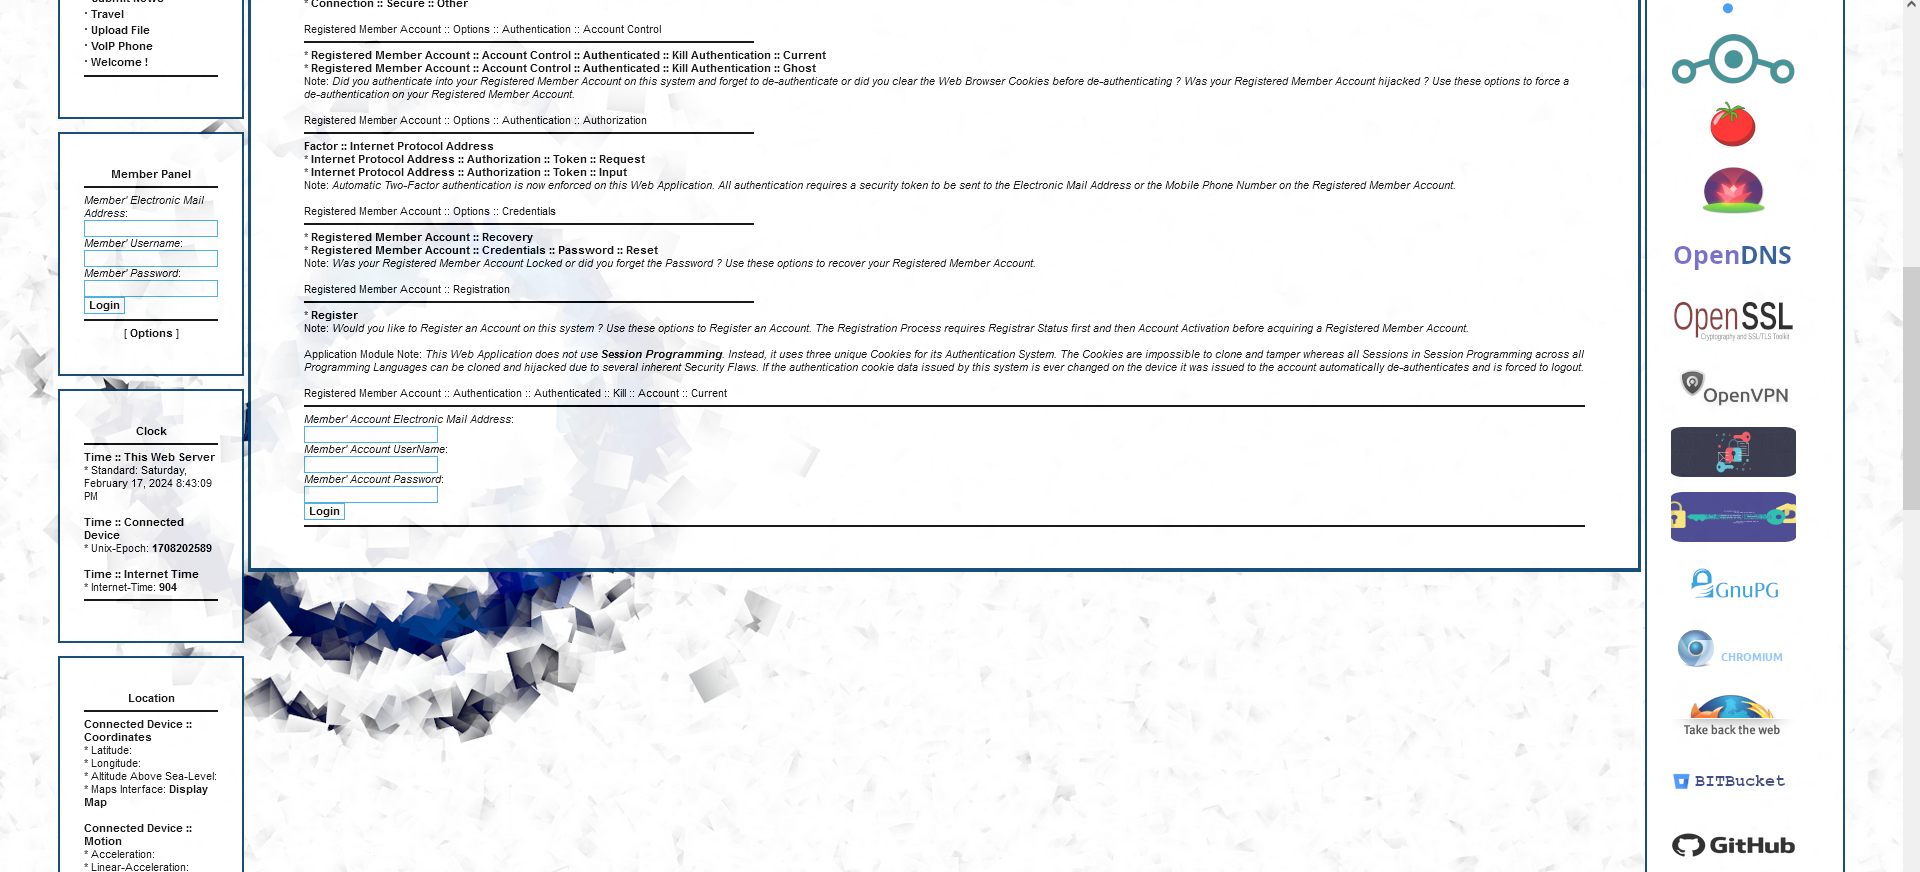 · Travel
· Upload File
· VoIP Phone
· Welcome !
Member Panel
Member' Electronic Mail
Address:
Member' Username:
Member' Password:
Login
[ Options ]
Clock
Time :: This Web Server
* Standard: Saturday,
February 17, 2024 8:43:09
PM
Time :: Connected
Device
* Unix-Epoch: 1708202589
Time :: Internet Time
* Internet-Time: 904
Location
Connected Device ::
Coordinates
* Latitude:
* Longitude:
* Altitude Above Sea-Level:
* Maps Interface: Display
Map
Connected Device ::
Motion
* Acceleration:
* Linear-Acceleration:
* Connection :: Secure :: Other
Registered Member Account :: Options :: Authentication :: Account Control
* Registered Member Account :: Account Control :: Authenticated :: Kill Authentication :: Current
* Registered Member Account :: Account Control :: Authenticated :: Kill Authentication :: Ghost
Note: Did you authenticate into your Registered Member Account on this system and forget to de-authenticate or did you clear the Web Browser Cookies before de-authenticating ? Was your Registered Member Account hijacked ? Use these options to force a
de-authentication on your Registered Member Account.
Registered Member Account :: Options :: Authentication :: Authorization
Factor :: Internet Protocol Address
* Internet Protocol Address :: Authorization :: Token :: Request
* Internet Protocol Address :: Authorization :: Token :: Input
Note: Automatic Two-Factor authentication is now enforced on this Web Application. All authentication requires a security token to be sent to the Electronic Mail Address or the Mobile Phone Number on the Registered Member Account.
Registered Member Account :: Options :: Credentials
* Registered Member Account :: Recovery
* Registered Member Account :: Credentials :: Password :: Reset
Note: Was your Registered Member Account Locked or did you forget the Password ? Use these options to recover your Registered Member Account.
Registered Member Account :: Registration
* Register
Note: Would you like to Register an Account on this system ? Use these options to Register an Account. The Registration Process requires Registrar Status first and then Account Activation before acquiring a Registered Member Account.
Application Module Note: This Web Application does not use Session Programming. Instead, it uses three unique Cookies for its Authentication System. The Cookies are impossible to clone and tamper whereas all Sessions in Session Programming across all
Programming Languages can be cloned and hijacked due to several inherent Security Flaws. If the authentication cookie data issued by this system is ever changed on the device it was issued to the account automatically de-authenticates and is forced to logout.
Registered Member Account :: Authentication :: Authenticated :: Kill :: Account :: Current
Member' Account Electronic Mail Address:
Member' Account UserName:
Member' Account Password:
Login
OpenDNS
OpenSSL
Cryptography and SSL/TLS Toolkit
OpenVPN
GnuPG
CHROMIUM
Take back the web
BITBucket
GitHub